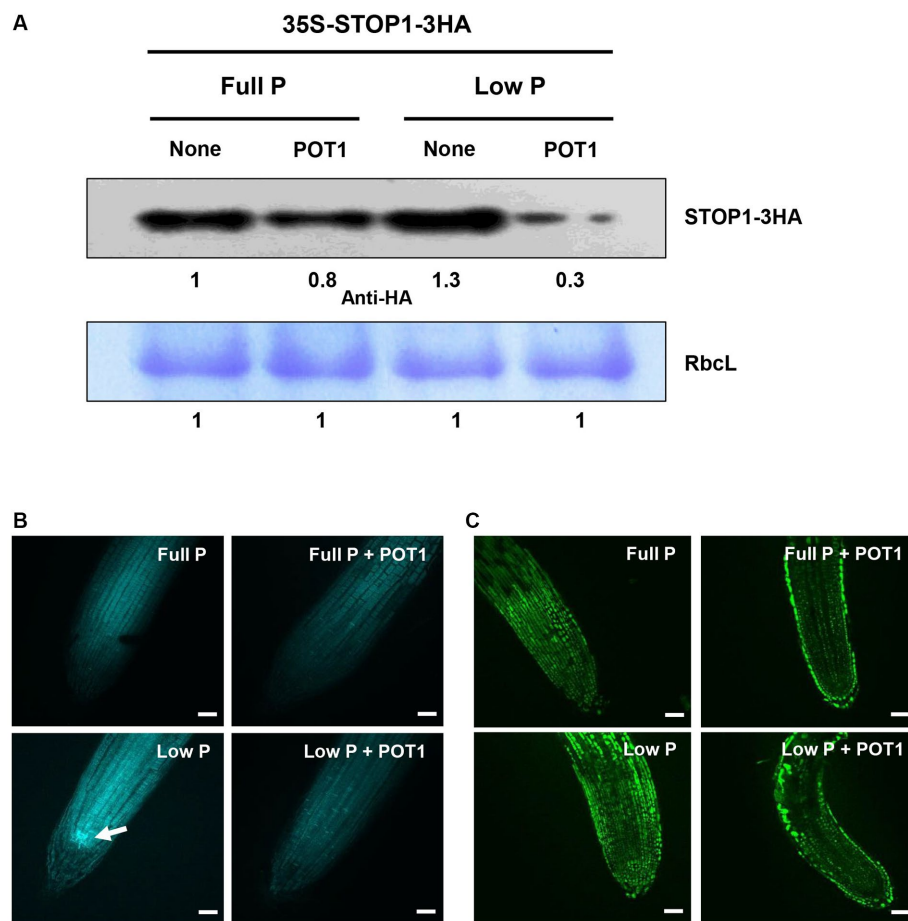 A
35S-STOP1-3HA
Full P Low P
None POT1 None POT1
STOP1-3HA
1 0.8 1.3 0.3
Anti-HA
RbcL
1 1 1 1
B
Full P Full P + POT1
Low P Low P + POT1
C
Full P Full P + POT1
Low P Low P + POT1